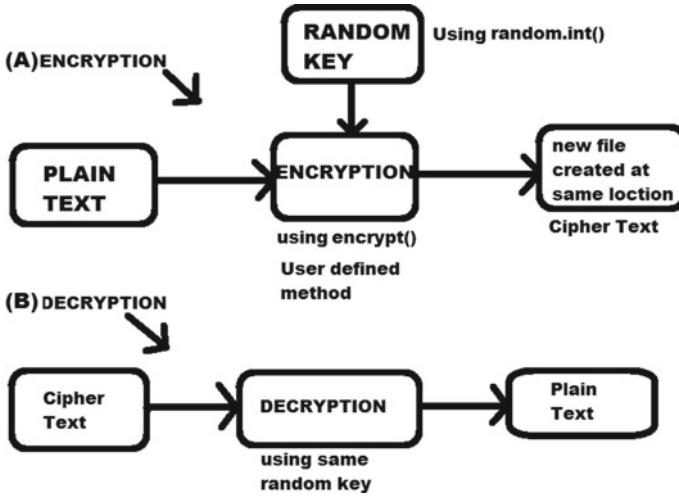 RANDOM
KEY
Using random.int()
(A)ENCRYPTION
PLAIN
TEXT
ENCRYPTION
new file
created at
same loction
using encrypt()
User defined
method
Cipher Text
(B) DECRYPTION
Cipher
Text
DECRYPTION
Plain
Text
using same
random key